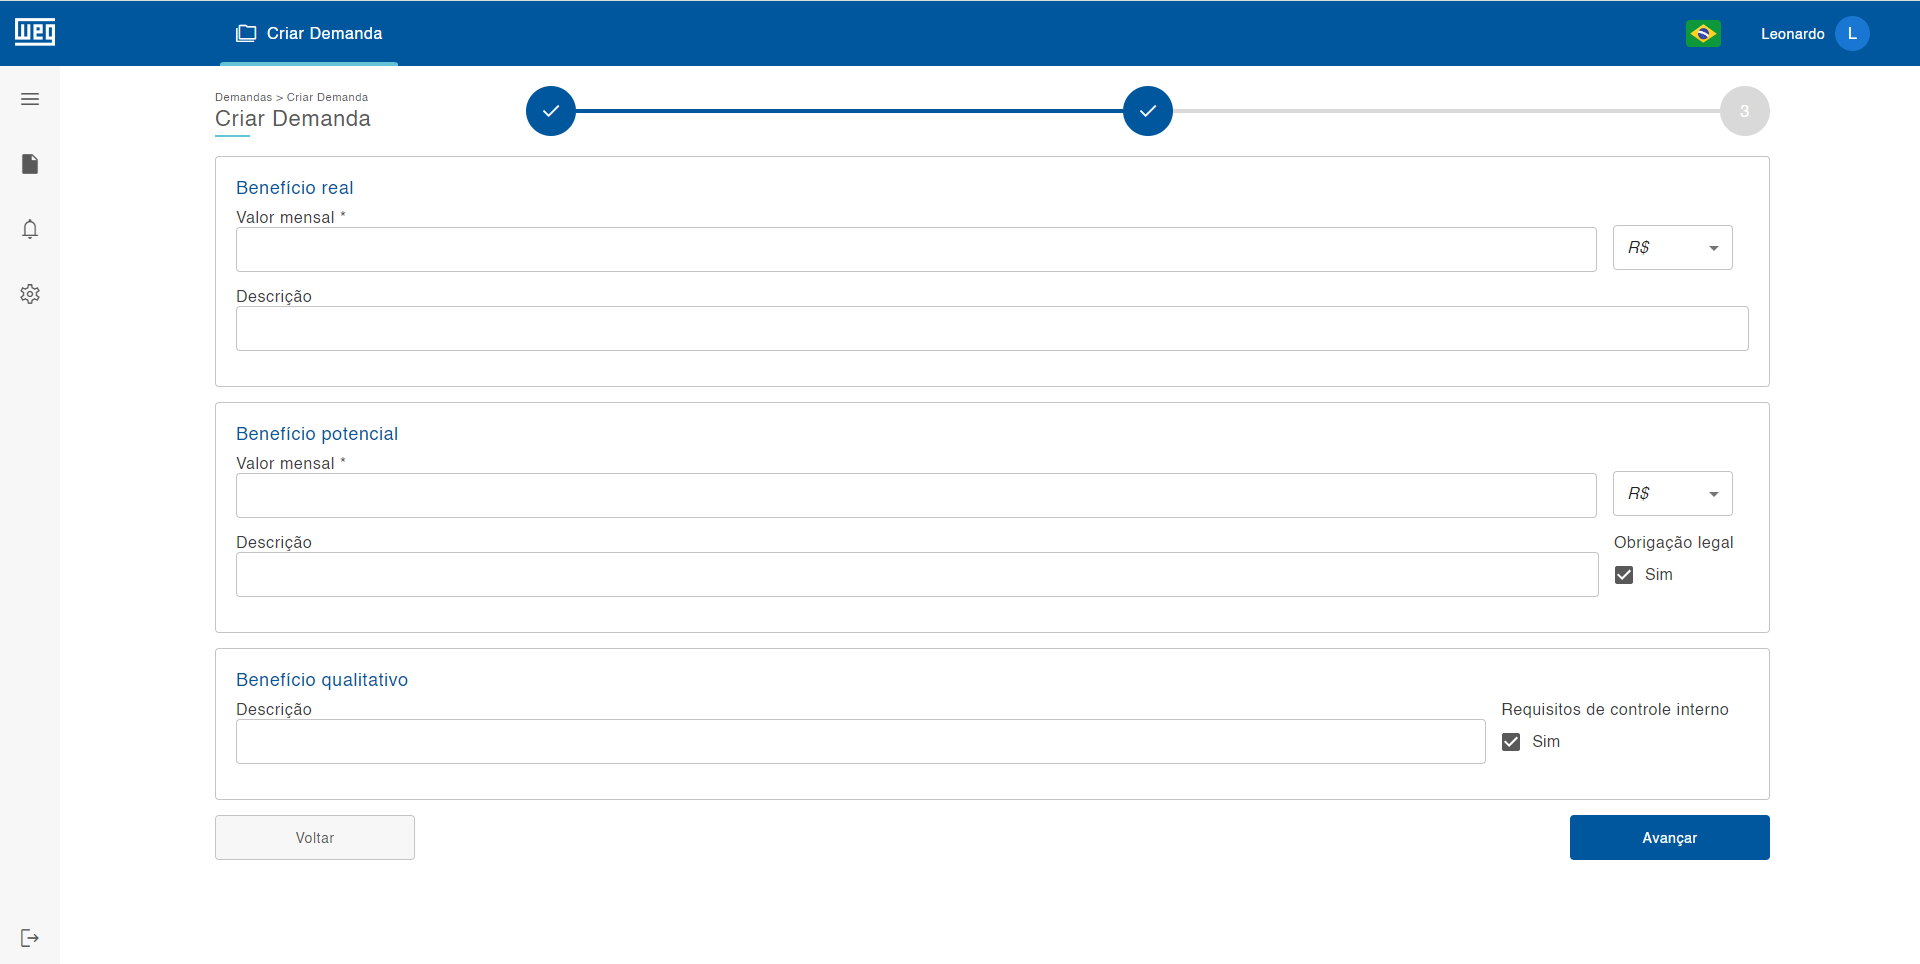 weg
Criar Demanda
Leonardo
L
Demandas > Criar Demanda
Criar Demanda
3
Benefício real
Valor mensal *
R$
Descrição
Benefício potencial
Valor mensal *
R$
Descrição
Obrigação legal
Sim
Benefício qualitativo
Descrição
Requisitos de controle interno
Sim
Voltar
Avançar